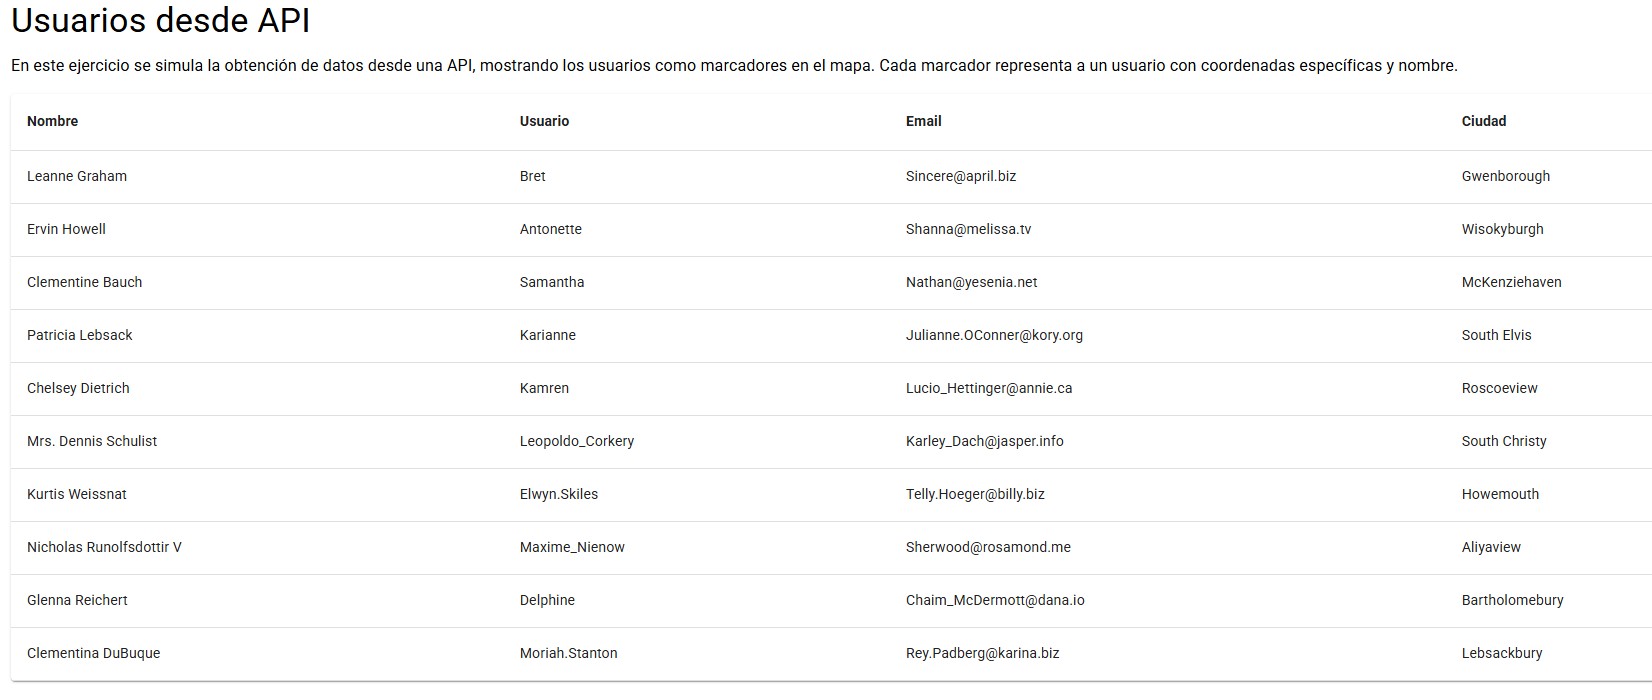 Usuarios desde API
En este ejercicio se simula la obtención de datos desde una API, mostrando los usuarios como marcadores en el mapa. Cada marcador representa a un usuario con coordenadas específicas y nombre.
Nombre Usuario Email Ciudad
Leanne Graham Bret Sincere@april.biz Gwenborough
Ervin Howell Antonette Shanna@melissa.tv Wisokyburgh
Clementine Bauch Samantha Nathan@yesenia.net McKenziehaven
Patricia Lebsack Karianne Julianne.OConner@kory.org South Elvis
Chelsey Dietrich Kamren Lucio_Hettinger@annie.ca Roscoeview
Mrs. Dennis Schulist Leopoldo_Corkery Karley_Dach@jasper.info South Christy
Kurtis Weissnat Elwyn.Skiles Telly.Hoeger@billy.biz Howemouth
Nicholas Runolfsdottir V Maxime_Nienow Sherwood@rosamond.me Aliyaview
Glenna Reichert Delphine Chaim_McDermott@dana.io Bartholomebury
Clementina DuBuque Moriah.Stanton Rey.Padberg@karina.biz Lebsackbury